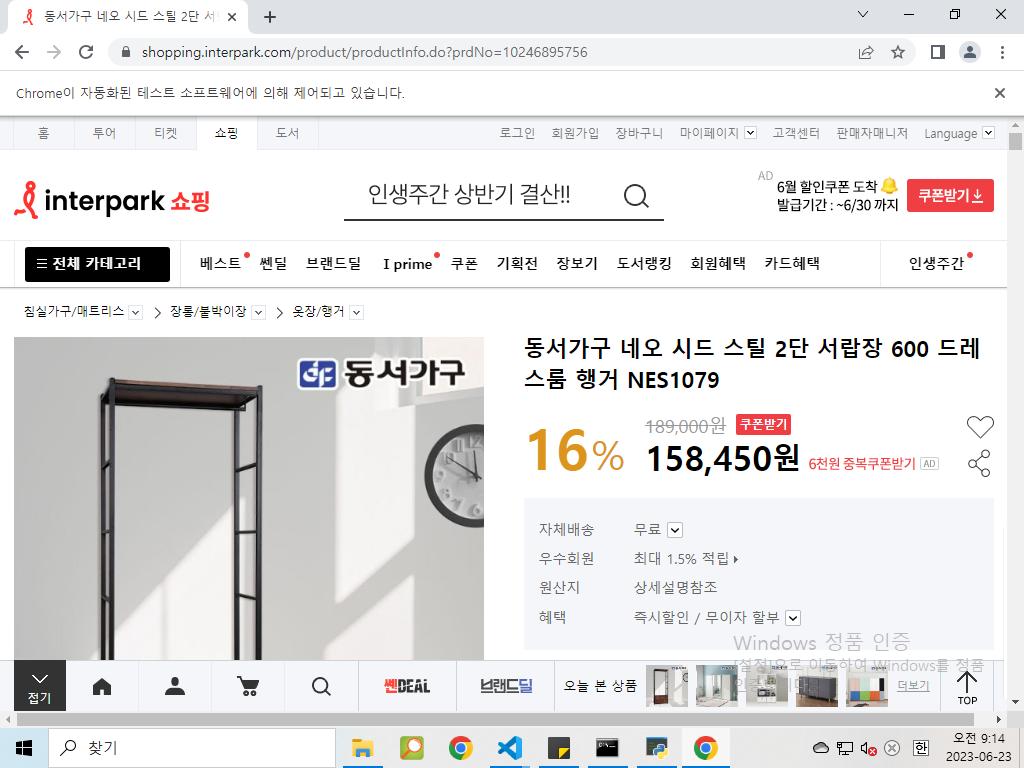 동서가구 네오 시드 스틸 2단 서
shopping.interpark.com/product/productInfo.do?prdNo=10246895756
Chrome이 자동화된 테스트 소프트웨어에 의해 제어되고 있습니다.
홈 투어 티켓 쇼핑 도서 로그인 회원가입 장바구니 마이페이지 고객센터 판매자매니저 Language
interpark 쇼핑
인생주간 상반기 결산!!
AD
6월 할인쿠폰 도착
발급기간 : ~6/30 까지
쿠폰받기
전체 카테고리 베스트 쎈딜 브랜드딜 I prime 쿠폰 기획전 장보기 도서랭킹 회원혜택 카드혜택 인생주간
침실가구/매트리스 장롱/붙박이장 옷장/행거
동서가구
동서가구 네오 시드 스틸 2단 서랍장 600 드레
스룸 행거 NES1079
16%
189,000원 쿠폰받기
158,450원 6천원 중복쿠폰받기 AD
자체배송 무료
우수회원 최대 1.5% 적립
원산지 상세설명참조
혜택 즉시할인 / 무이자 할부
Windows 정품 인증
[설정]으로 이동하여 Windows를 정품
접기
쎈DEAL
브랜드딜
오늘 본 상품
더보기
TOP
찾기
한
오전 9:14
2023-06-23